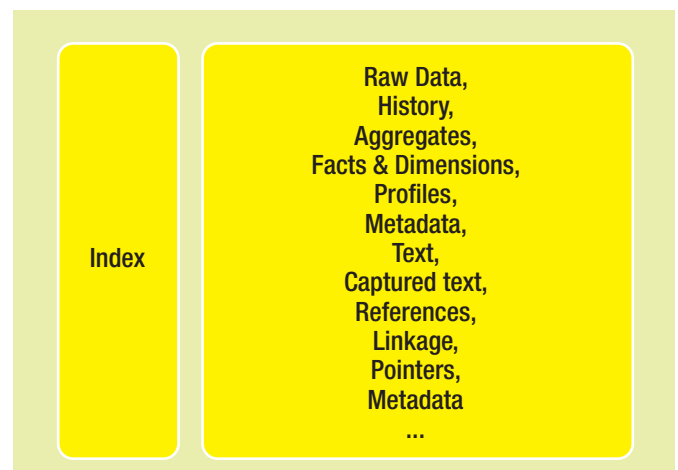 Index
Raw Data,
History,
Aggregates,
Facts & Dimensions,
Profiles,
Metadata,
Text,
Captured text,
References,
Linkage,
Pointers,
Metadata
...